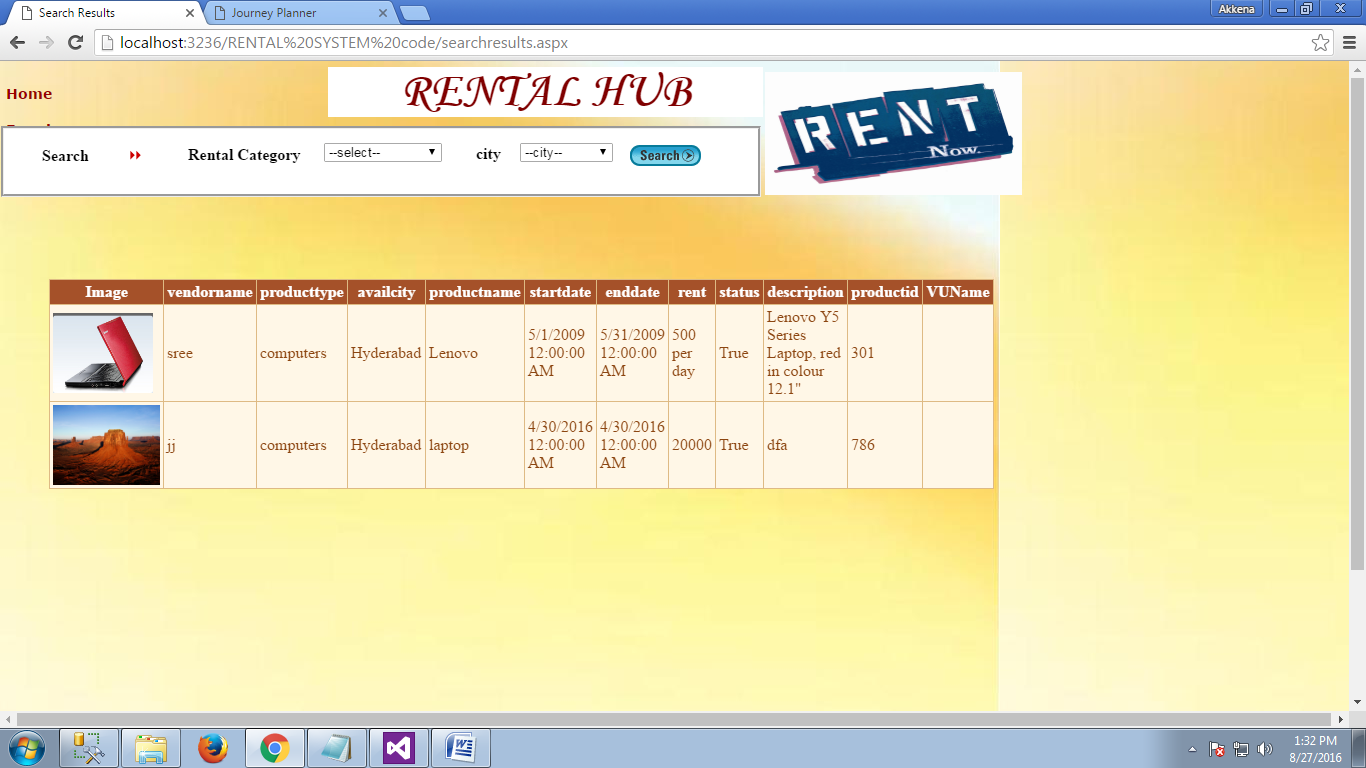 Search Results
Journey Planner
Akkena
localhost:3236/RENTAL%20SYSTEM%20code/searchresults.aspx
Home
RENTAL HUB
RENT
Now.
Search Rental Category --select-- city --city-- Search
Image vendorname producttype availcity productname startdate enddate rent status description productid VUName
sree computers Hyderabad Lenovo 5/1/2009 12:00:00 AM 5/31/2009 12:00:00 AM 500 per day True Lenovo Y5 Series Laptop, red in colour 12.1" 301
jj computers Hyderabad laptop 4/30/2016 12:00:00 AM 4/30/2016 12:00:00 AM 20000 True dfa 786
1:32 PM
8/27/2016